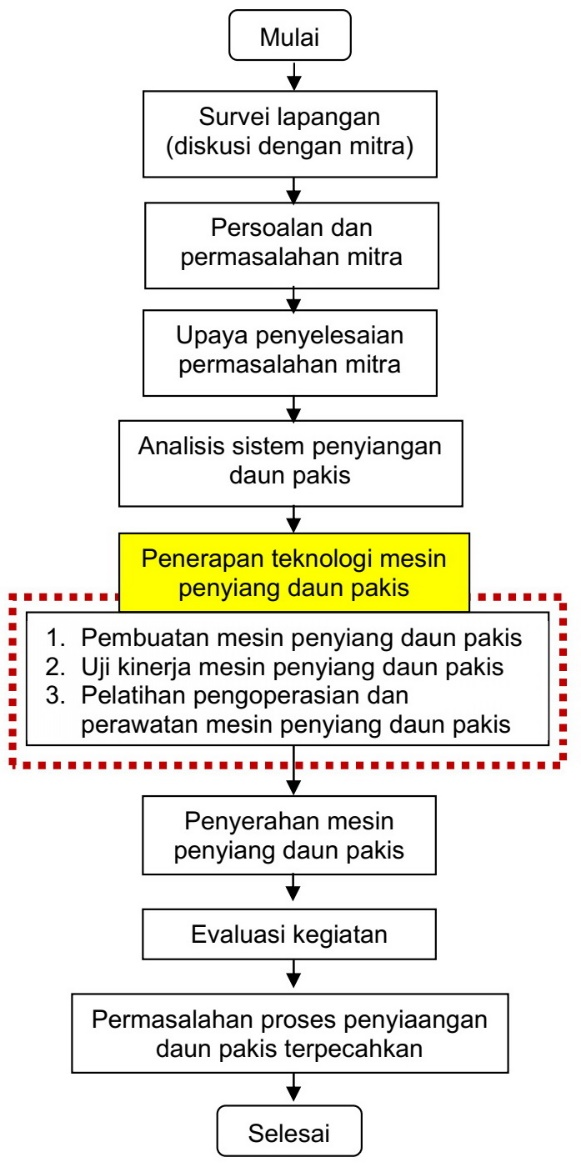 Mulai
Survei lapangan
(diskusi dengan mitra)
Persoalan dan
permasalahan mitra
Upaya penyelesaian
permasalahan mitra
Analisis sistem penyiangan
daun pakis
Penerapan teknologi mesin
penyiang daun pakis
1. Pembuatan mesin penyiang daun pakis
2. Uji kinerja mesin penyiang daun pakis
3. Pelatihan pengoperasian dan
perawatan mesin penyiang daun pakis
Penyerahan mesin
penyiang daun pakis
Evaluasi kegiatan
Permasalahan proses penyiaangan
daun pakis terpecahkan
Selesai